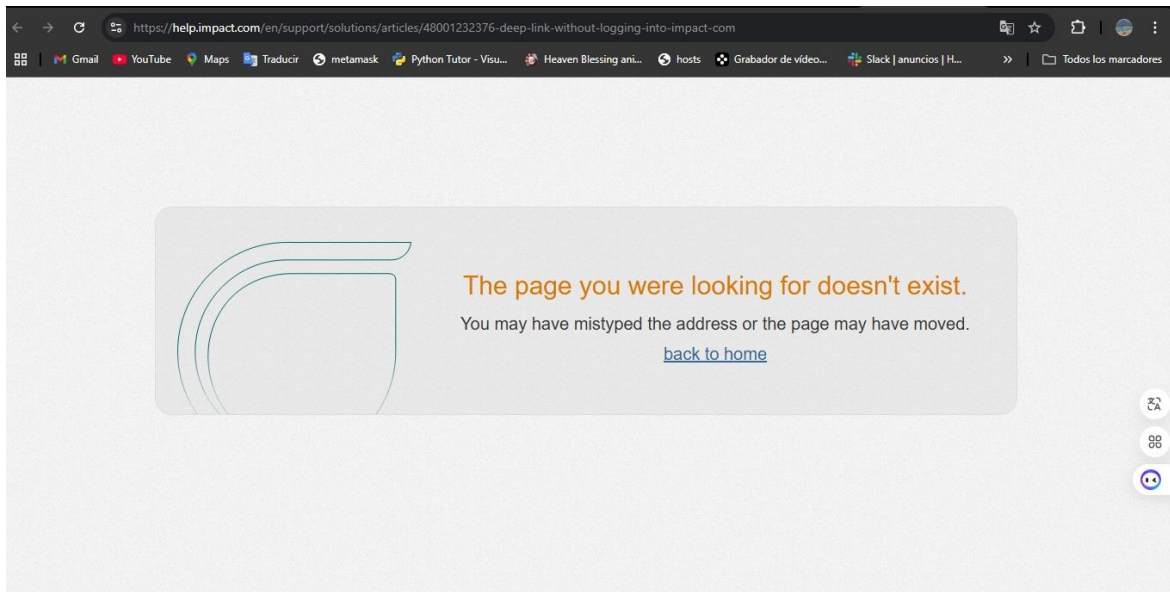 https://help.impact.com/en/support/solutions/articles/48001232376-deep-link-without-logging-into-impact-com
Gmail YouTube Maps Traducir metamask Python Tutor - Visu... Heaven Blessing ani... hosts Grabador de vídeo... Slack | anuncios | H... » Todos los marcadores
The page you were looking for doesn't exist.
You may have mistyped the address or the page may have moved.
back to home